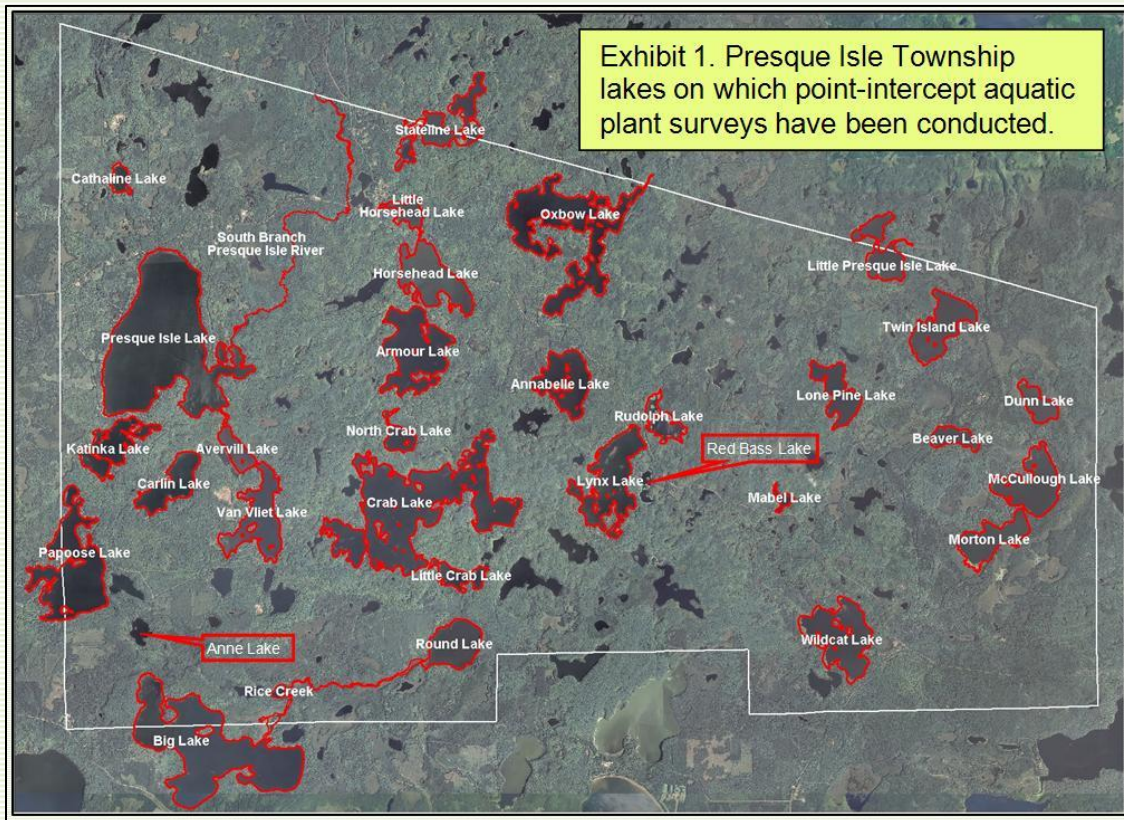 Exhibit 1. Presque Isle Township
lakes on which point-intercept aquatic
plant surveys have been conducted.
Stateline Lake
Cathaline Lake
Little
Horsehead Lake
Oxbow Lake
South Branch
Presque Isle River
Little Presque Isle Lake
Horsehead Lake
Twin Island Lake
Presque Isle Lake
Armour Lake
Annabelle Lake
Lone Pine Lake
Dunn Lake
Rudolph Lake
North Crab Lake
Beaver Lake
Katinka Lake
Avervill Lake
Red Bass Lake
Carlin Lake
Lynx Lake
McCullough Lake
Mabel Lake
Crab Lake
Van Vliet Lake
Morton Lake
Papoose Lake
Little Crab Lake
Wildcat Lake
Round Lake
Anne Lake
Rice Creek
Big Lake